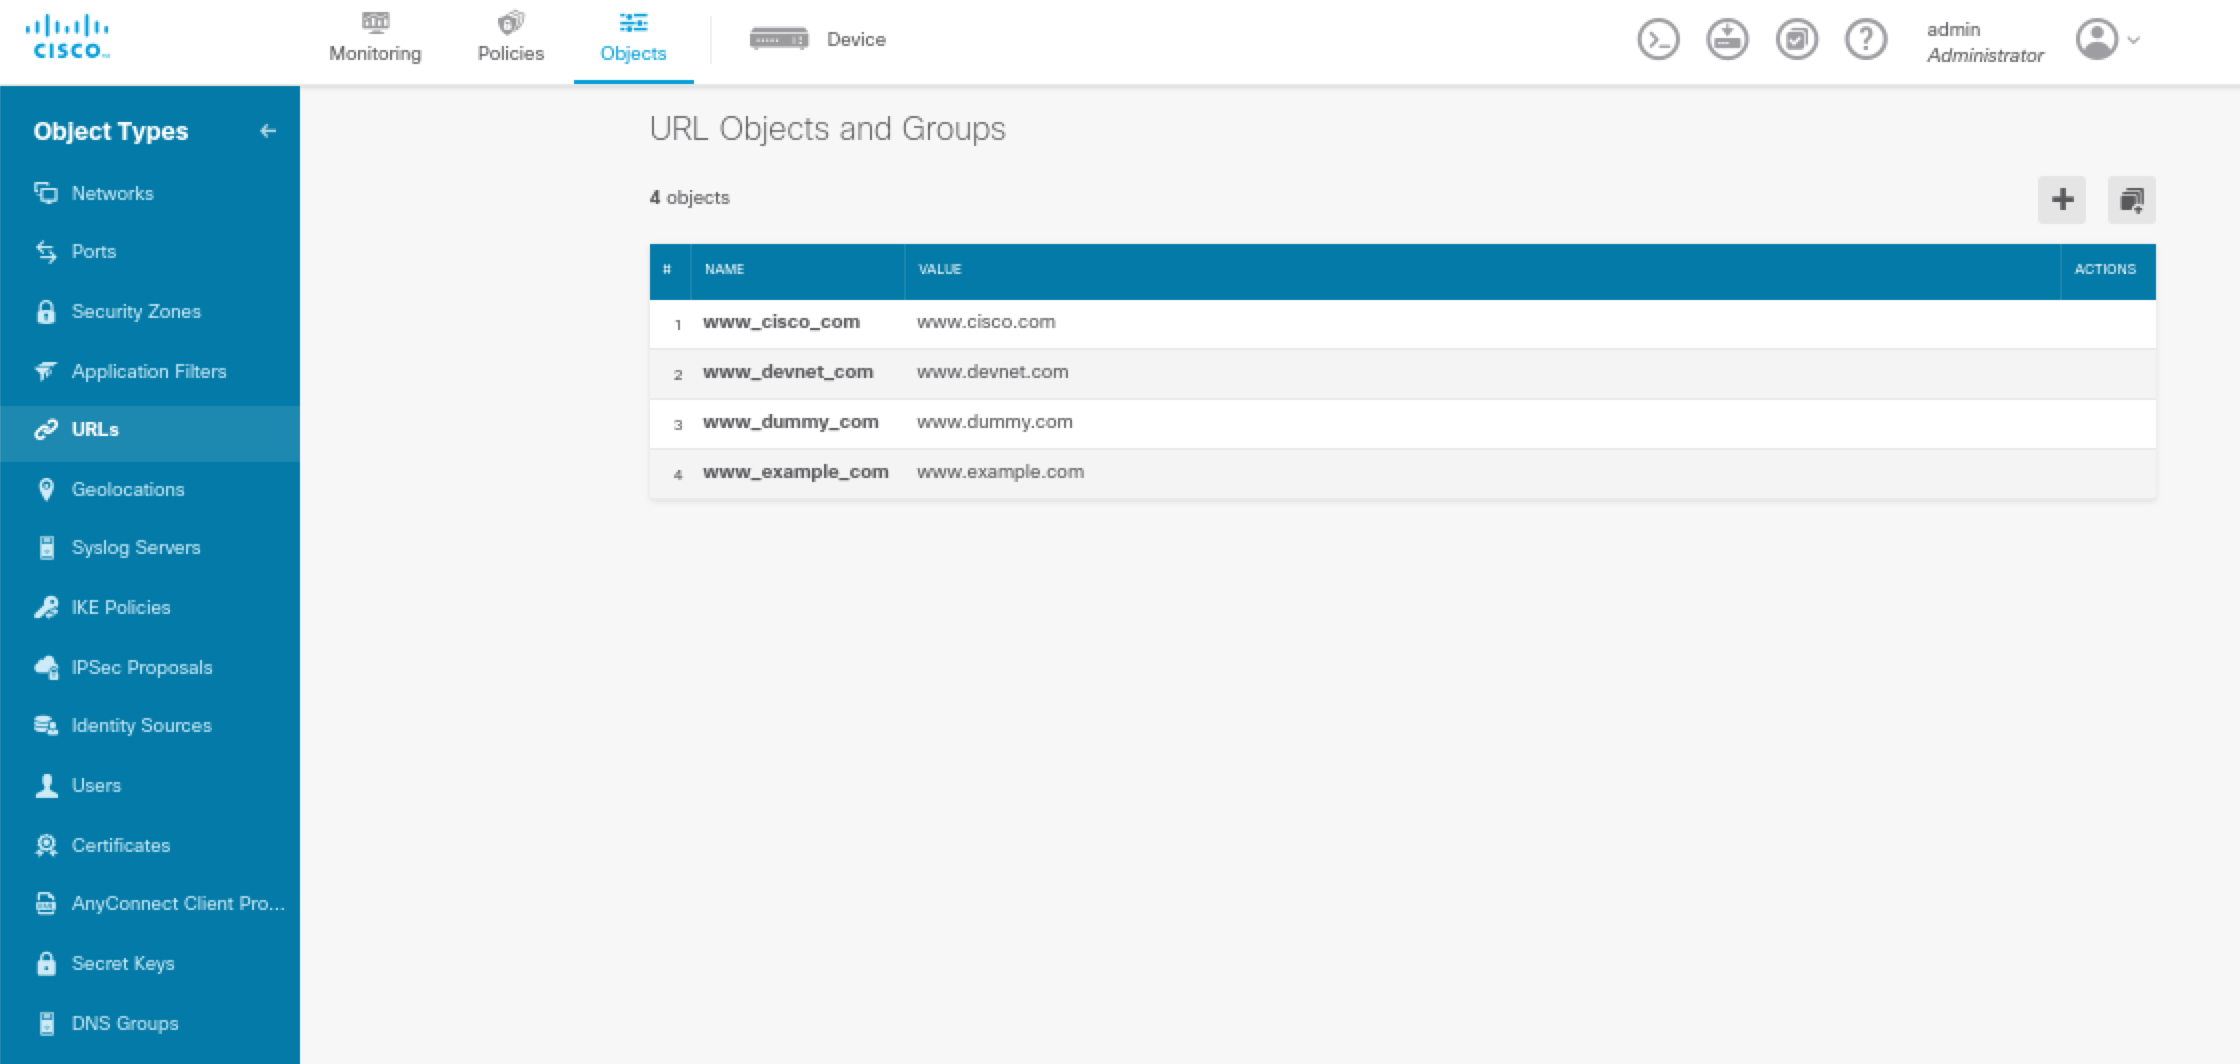 CISCO
Monitoring
Policies
Objects
Device
admin
Administrator
Object Types
Networks
Ports
Security Zones
Application Filters
URLs
Geolocations
Syslog Servers
IKE Policies
IPSec Proposals
Identity Sources
Users
Certificates
AnyConnect Client Pro...
Secret Keys
DNS Groups
URL Objects and Groups
4 objects
# NAME VALUE ACTIONS
1 www_cisco_com www.cisco.com
2 www_devnet_com www.devnet.com
3 www_dummy_com www.dummy.com
4 www_example_com www.example.com